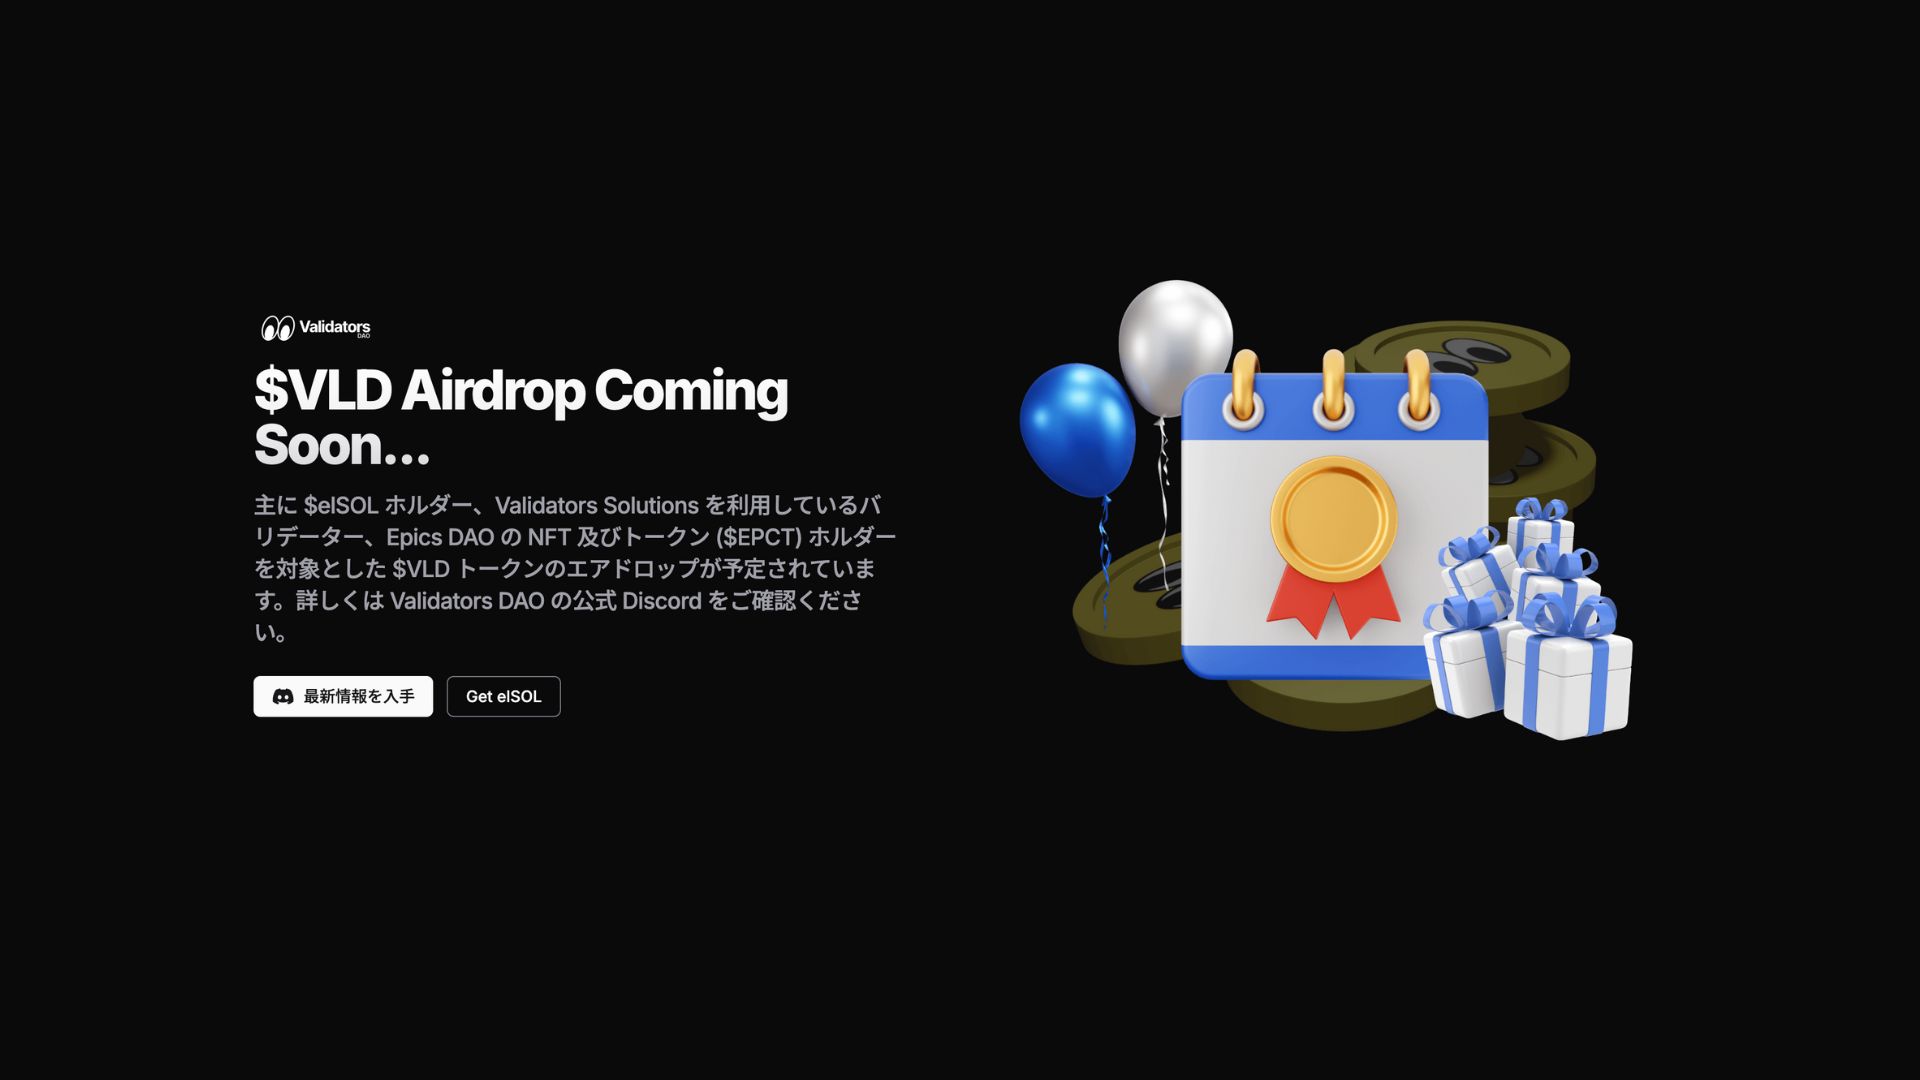 Validators
DAO
$VLD Airdrop Coming
Soon...
主に $elSOL ホルダー、Validators Solutions を利用しているバ
リデーター、Epics DAO の NFT 及びトークン ($EPCT) ホルダー
を対象とした $VLD トークンのエアドロップが予定されていま
す。詳しくは Validators DAO の公式 Discord をご確認くださ
い。
最新情報を入手
Get elSOL